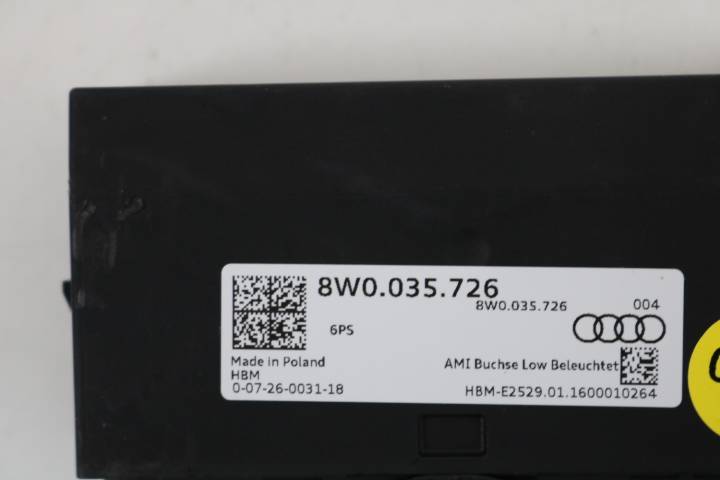 8W0.035.726
8W0.035.726
004
6PS
Made in Poland
AMI Buchse Low Beleuchtet
HBM
0-07-26-0031-18
HBM-E2529.01.1600010264